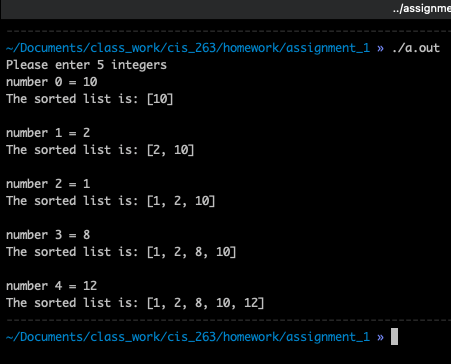 ../assignme
~/Documents/class_work/cis_263/homework/assignment_1 » ./a.out
Please enter 5 integers
number 0 = 10
The sorted list is: [10]
number 1 = 2
The sorted list is: [2, 10]
number 2 = 1
The sorted list is: [1, 2, 10]
number 3 = 8
The sorted list is: [1, 2, 8, 10]
number 4 = 12
The sorted list is: [1, 2, 8, 10, 12]
~/Documents/class_work/cis_263/homework/assignment_1 »